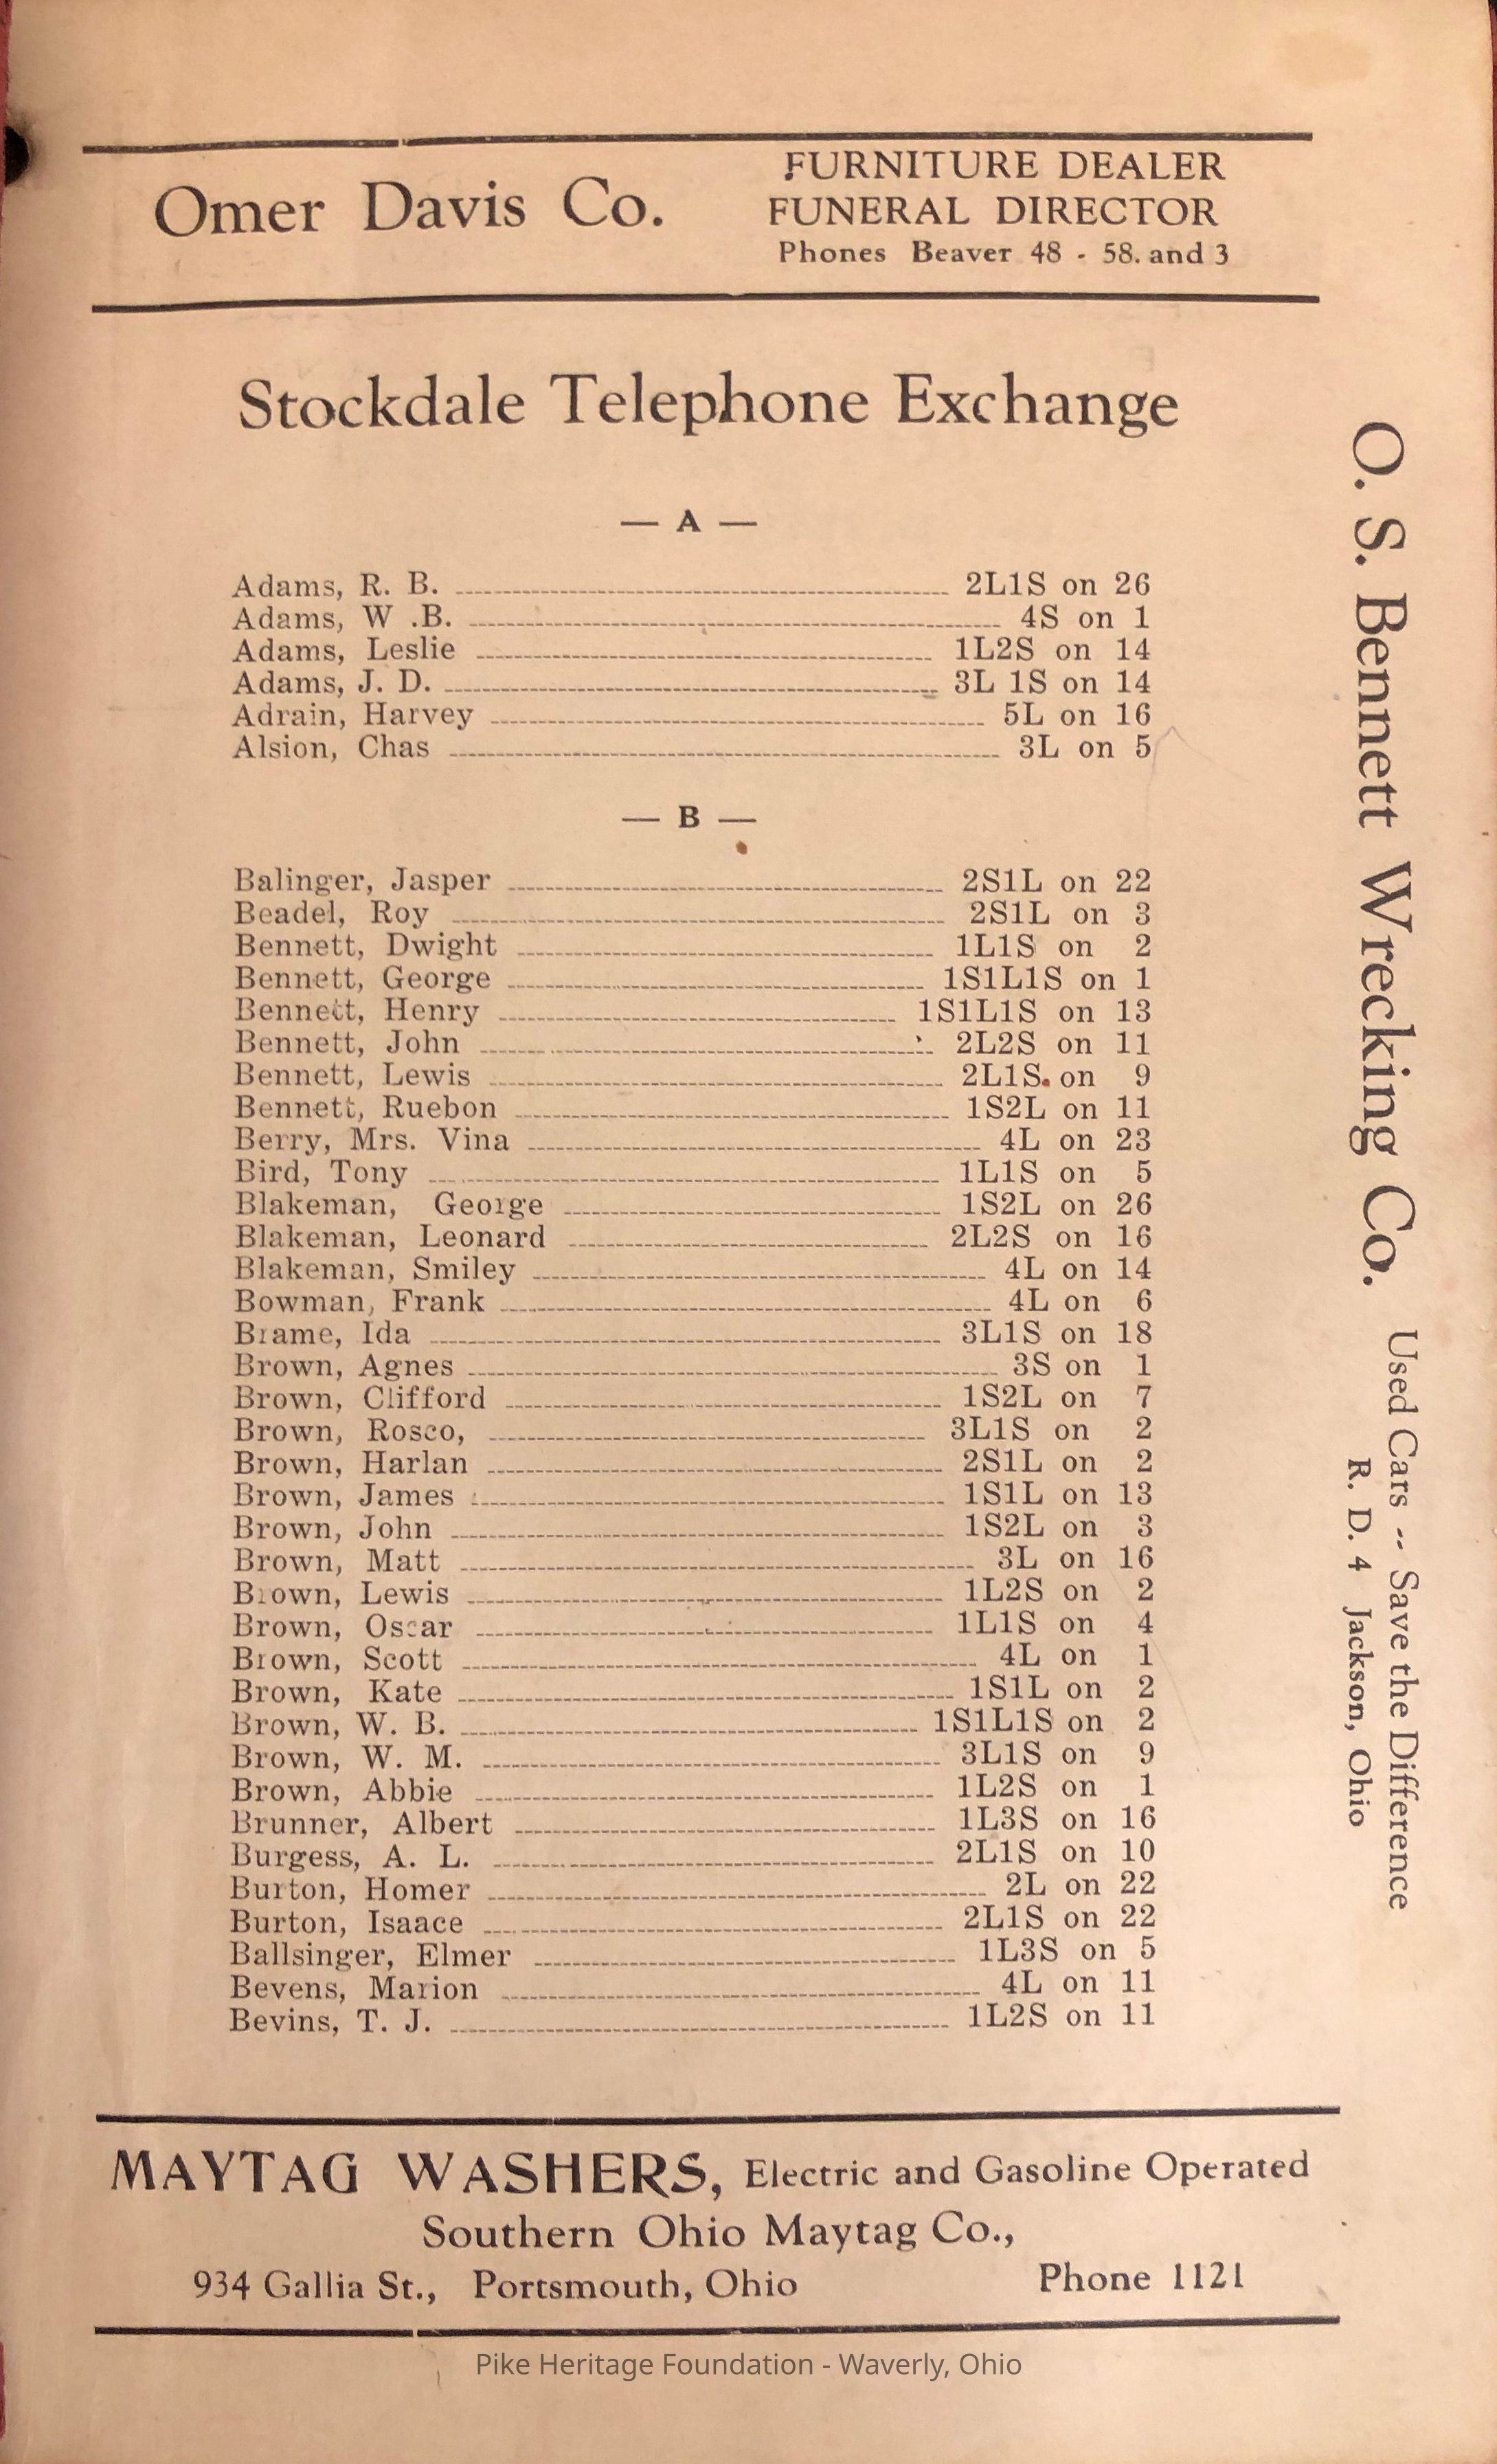 Omer Davis Co.
FURNITURE DEALER
FUNERAL DIRECTOR
Phones Beaver 48 - 58. and 3
Stockdale Telephone Exchange
— A —
Adams, R. B. 2L1S on 26
Adams, W .B. 4S on 1
Adams, Leslie 1L2S on 14
Adams, J. D. 3L 1S on 14
Adrain, Harvey 5L on 16
Alsion, Chas 3L on 5
— B —
Balinger, Jasper 2S1L on 22
Beadel, Roy 2S1L on 3
Bennett, Dwight 1L1S on 2
Bennett, George 1S1L1S on 1
Bennett, Henry 1S1L1S on 13
Bennett, John 2L2S on 11
Bennett, Lewis 2L1S on 9
Bennett, Ruebon 1S2L on 11
Berry, Mrs. Vina 4L on 23
Bird, Tony 1L1S on 5
Blakeman, George 1S2L on 26
Blakeman, Leonard 2L2S on 16
Blakeman, Smiley 4L on 14
Bowman, Frank 4L on 6
Brame, Ida 3L1S on 18
Brown, Agnes 3S on 1
Brown, Clifford 1S2L on 7
Brown, Rosco, 3L1S on 2
Brown, Harlan 2S1L on 2
Brown, James 1S1L on 13
Brown, John 1S2L on 3
Brown, Matt 3L on 16
Brown, Lewis 1L2S on 2
Brown, Oscar 1L1S on 4
Brown, Scott 4L on 1
Brown, Kate 1S1L on 2
Brown, W. B. 1S1L1S on 2
Brown, W. M. 3L1S on 9
Brown, Abbie 1L2S on 1
Brunner, Albert 1L3S on 16
Burgess, A. L. 2L1S on 10
Burton, Homer 2L on 22
Burton, Isaace 2L1S on 22
Ballsinger, Elmer 1L3S on 5
Bevens, Marion 4L on 11
Bevins, T. J. 1L2S on 11
O. S. Bennett Wrecking Co.
Used Cars -- Save the Difference
R. D. 4 Jackson, Ohio
MAYTAG WASHERS, Electric and Gasoline Operated
Southern Ohio Maytag Co.,
934 Gallia St., Portsmouth, Ohio Phone 1121
Pike Heritage Foundation - Waverly, Ohio